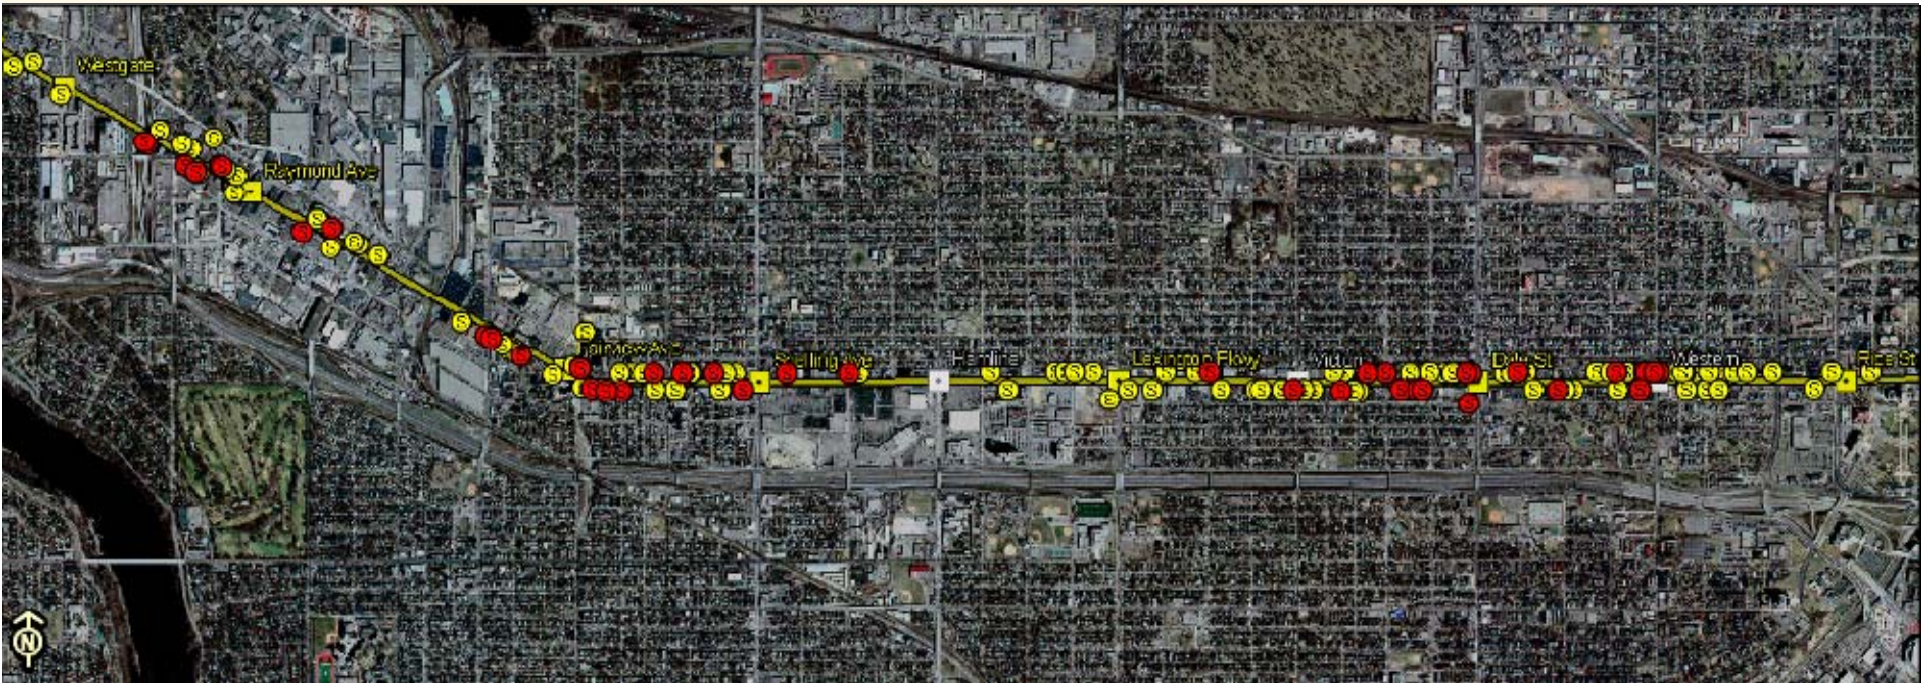 Westgate
Raymond Ave
Fairview Ave
Snelling Ave
Hamline
Lexington Pkwy
Victoria
Dale St
Western
Rice St
N